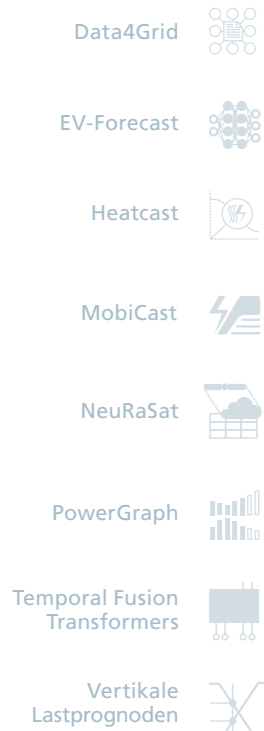 Data4Grid
EV-Forecast
Heatcast
MobiCast
NeuRaSat
PowerGraph
Temporal Fusion
Transformers
Vertikale
Lastprognoden